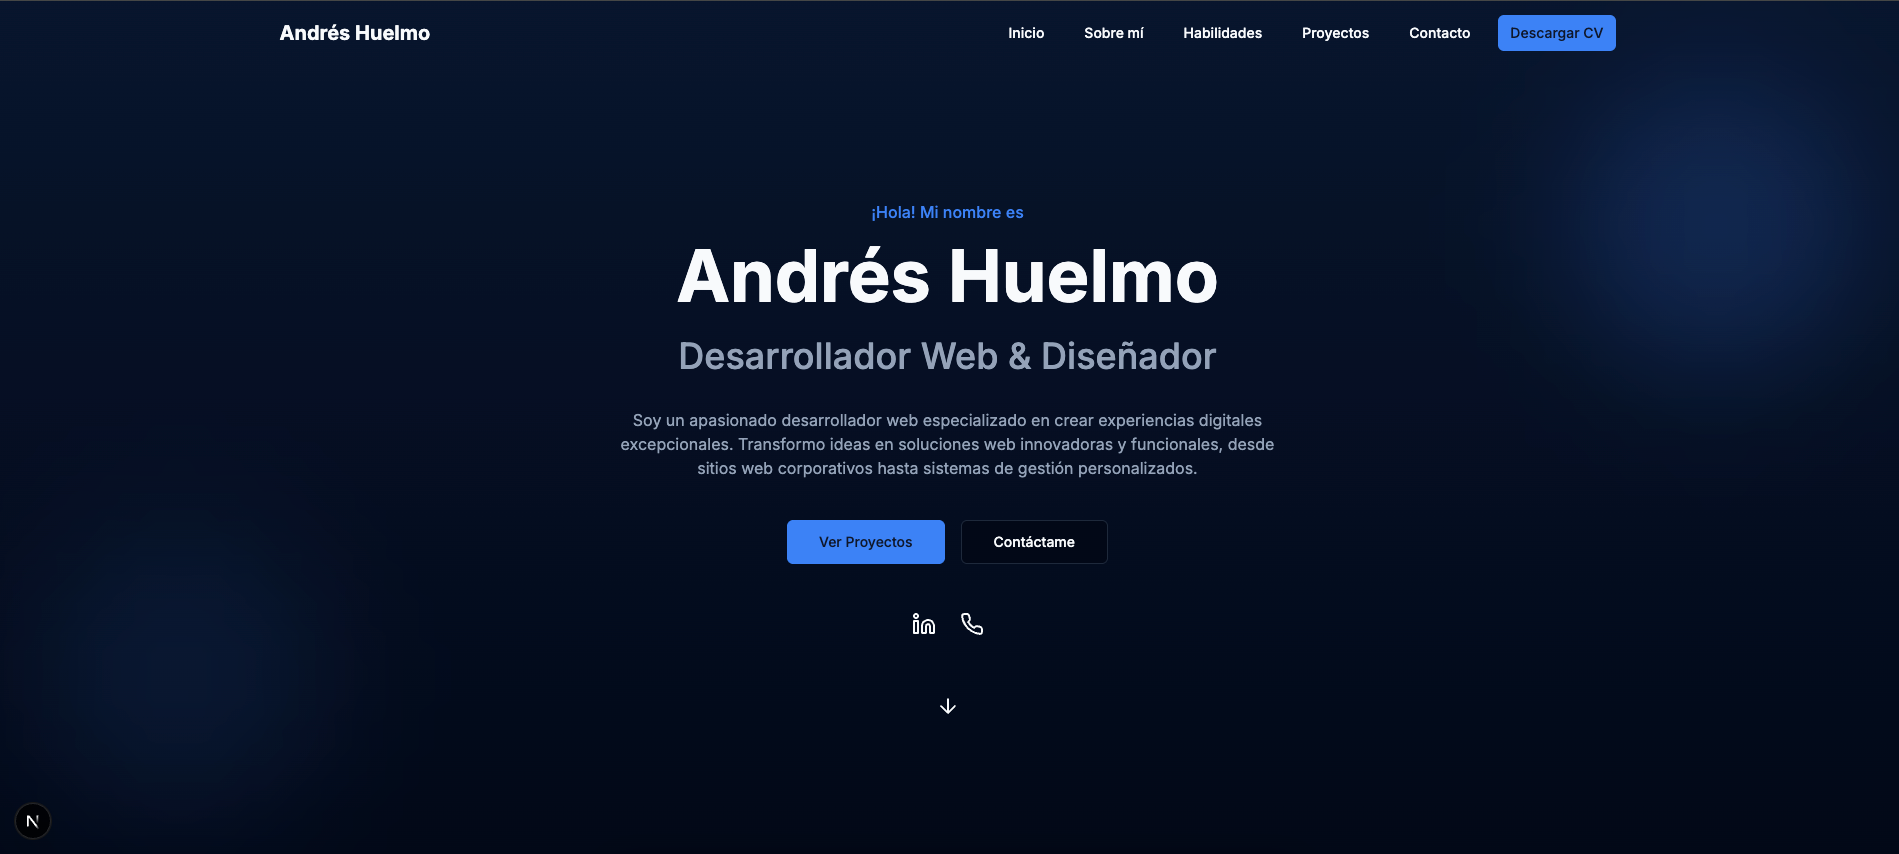 Andrés Huelmo
Inicio
Sobre mí
Habilidades
Proyectos
Contacto
Descargar CV
¡Hola! Mi nombre es
Andrés Huelmo
Desarrollador Web & Diseñador
Soy un apasionado desarrollador web especializado en crear experiencias digitales
excepcionales. Transformo ideas en soluciones web innovadoras y funcionales, desde
sitios web corporativos hasta sistemas de gestión personalizados.
Ver Proyectos
Contáctame
in
N